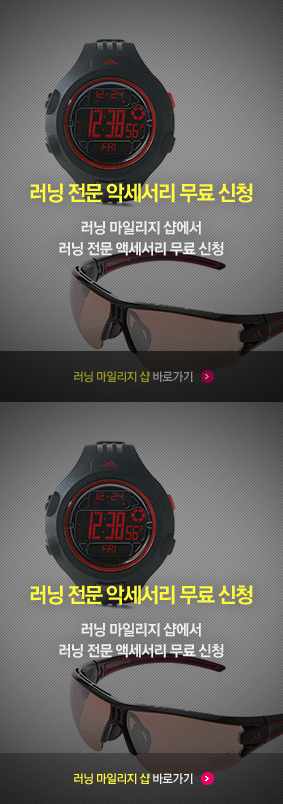 12-24
12:38 56
FRI
러닝 전문 악세서리 무료 신청
러닝 마일리지 샵에서
러닝 전문 액세서리 무료 신청
러닝 마일리지 샵 바로가기
12-24
12:38 56
FRI
러닝 전문 악세서리 무료 신청
러닝 마일리지 샵에서
러닝 전문 액세서리 무료 신청
러닝 마일리지 샵 바로가기